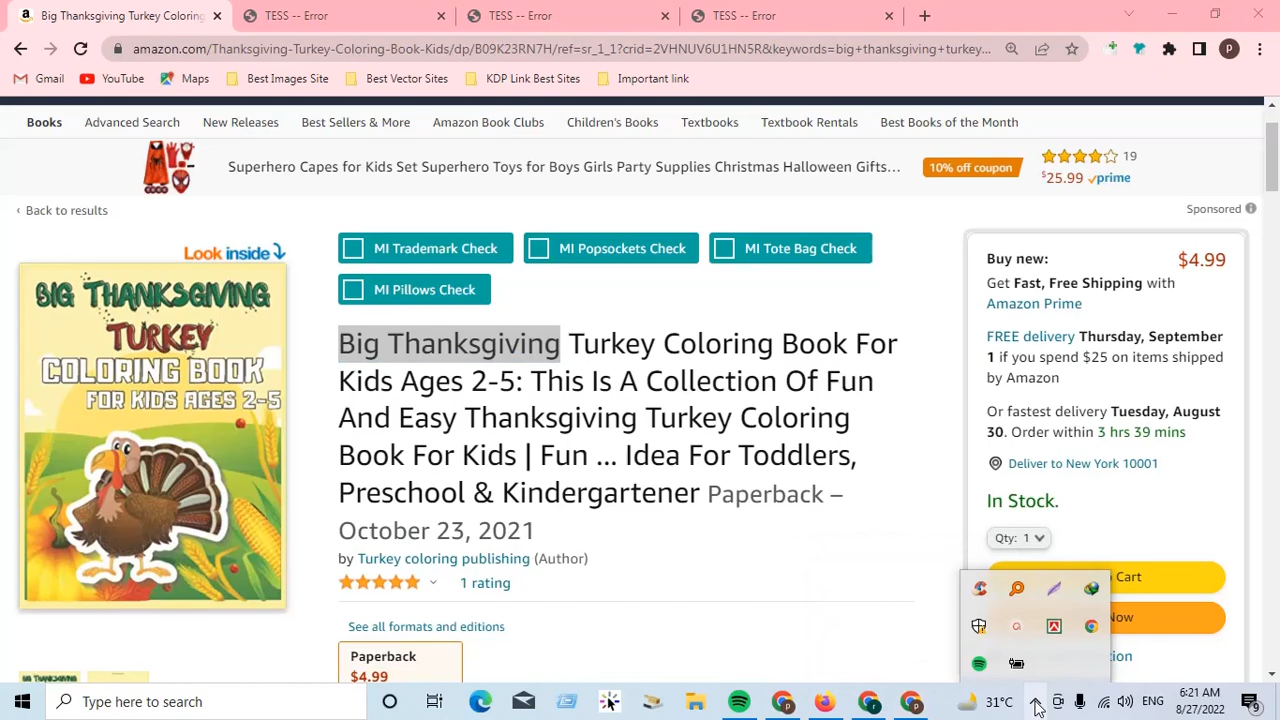 Big Thanksgiving Turkey Coloring
TESS -- Error
TESS -- Error
TESS -- Error
amazon.com/Thanksgiving-Turkey-Coloring-Book-Kids/dp/B09K23RN7H/ref=sr_1_1?crid=2VHNUV6U1HN5R&keywords=big+thanksgiving+turkey...
p
Gmail YouTube Maps Best Images Site Best Vector Sites KDP Link Best Sites Important link
Books Advanced Search New Releases Best Sellers & More Amazon Book Clubs Children's Books Textbooks Textbook Rentals Best Books of the Month
Superhero Capes for Kids Set Superhero Toys for Boys Girls Party Supplies Christmas Halloween Gifts...
10% off coupon
19
$25.99 prime
‹ Back to results
Sponsored
Look inside
MI Trademark Check MI Popsockets Check MI Tote Bag Check
MI Pillows Check
BIG THANKSGIVING
TURKEY
COLORING BOOK
FOR KIDS AGES 2-5
Big Thanksgiving Turkey Coloring Book For
Kids Ages 2-5: This Is A Collection Of Fun
And Easy Thanksgiving Turkey Coloring
Book For Kids | Fun ... Idea For Toddlers,
Preschool & Kindergartener Paperback –
October 23, 2021
by Turkey coloring publishing (Author)
1 rating
See all formats and editions
Paperback
$4.99
Buy new: $4.99
Get Fast, Free Shipping with
Amazon Prime
FREE delivery Thursday, September
1 if you spend $25 on items shipped
by Amazon
Or fastest delivery Tuesday, August
30. Order within 3 hrs 39 mins
Deliver to New York 10001
In Stock.
Qty: 1
Cart
Now
Type here to search
31°C
ENG
6:21 AM
8/27/2022
9